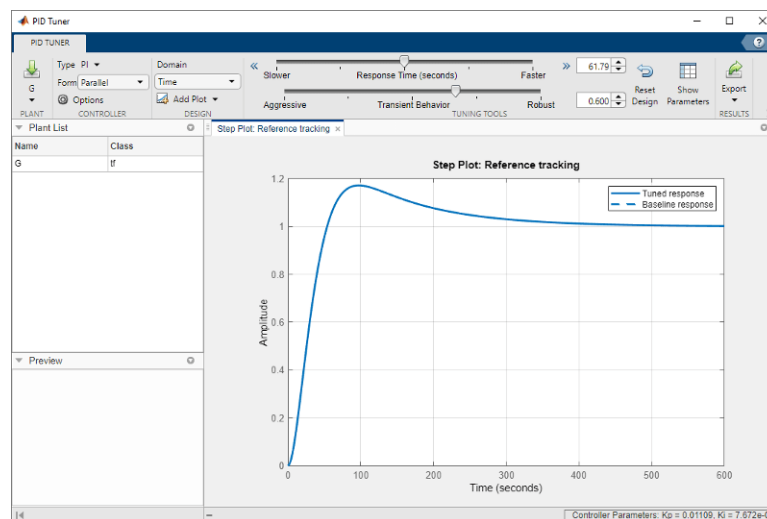 PID Tuner
PID TUNER
Type PI
Domain
G
Form Parallel
Time
Options
Add Plot
Slower Response Time (seconds) Faster
61.79
Aggressive Transient Behavior Robust
0.600
Reset Design
Show Parameters
Export
PLANT CONTROLLER DESIGN TUNING TOOLS RESULTS
Plant List
Name Class
G tf
Preview
Step Plot: Reference tracking
Step Plot: Reference tracking
Tuned response
Baseline response
1.2
1
0.8
0.6
0.4
0.2
0
Amplitude
0 100 200 300 400 500 600
Time (seconds)
Controller Parameters: Kp = 0.01109, Ki = 7.672e-0